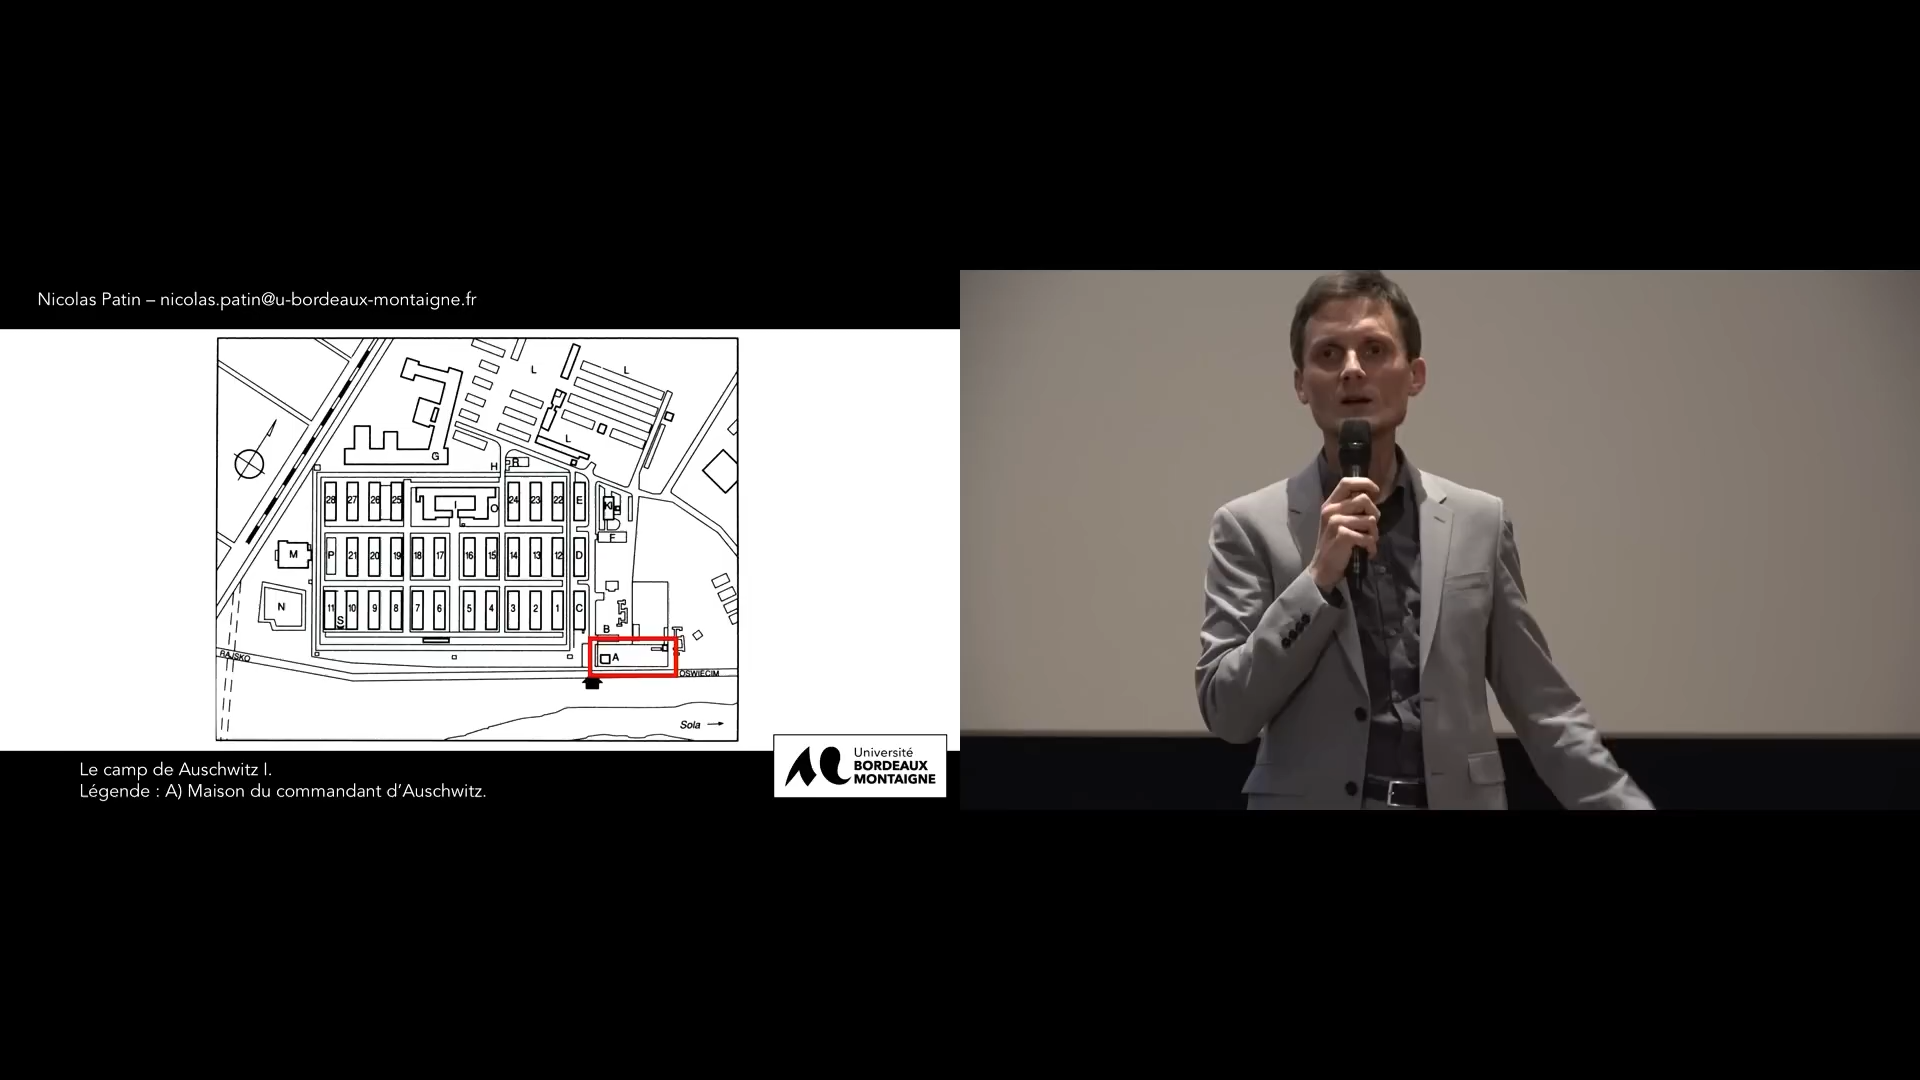 Nicolas Patin – nicolas.patin@u-bordeaux-montaigne.fr
L L
L
G
H R
28 27 26 25 I O 24 23 22 E
F
M P 21 20 19 18 17 16 15 14 13 12 D
N 11 S 10 9 8 7 6 5 4 3 2 1 C
B
A
RAJSKO
OSWIECIM
Sola
Le camp de Auschwitz I.
Légende : A) Maison du commandant d'Auschwitz.
Université
BORDEAUX
MONTAIGNE